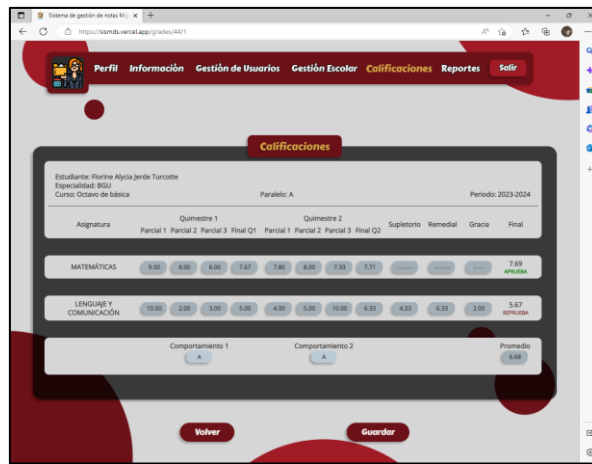 Sistema de gestión de notas Mig
https://sismds.vercel.app/grades/44/1
Perfil Información Gestión de Usuarios Gestión Escolar Calificaciones Reportes Salir
Calificaciones
Estudiante: Florine Alycia Jerde Turcotte
Especialidad: BGU
Curso: Octavo de básica Paralelo: A Periodo: 2023-2024
Asignatura Quimestre 1 Quimestre 2 Supletorio Remedial Gracia Final
Parcial 1 Parcial 2 Parcial 3 Final Q1 Parcial 1 Parcial 2 Parcial 3 Final Q2
MATEMÁTICAS 9.00 8.00 6.00 7.67 7.80 8.00 7.33 7.71 7.69
APRUEBA
LENGUAJE Y COMUNICACIÓN 10.00 2.00 3.00 5.00 4.00 5.00 10.00 6.33 4.33 6.33 2.00 5.67
REPRUEBA
Comportamiento 1 Comportamiento 2 Promedio
A A 6.68
Volver Guardar